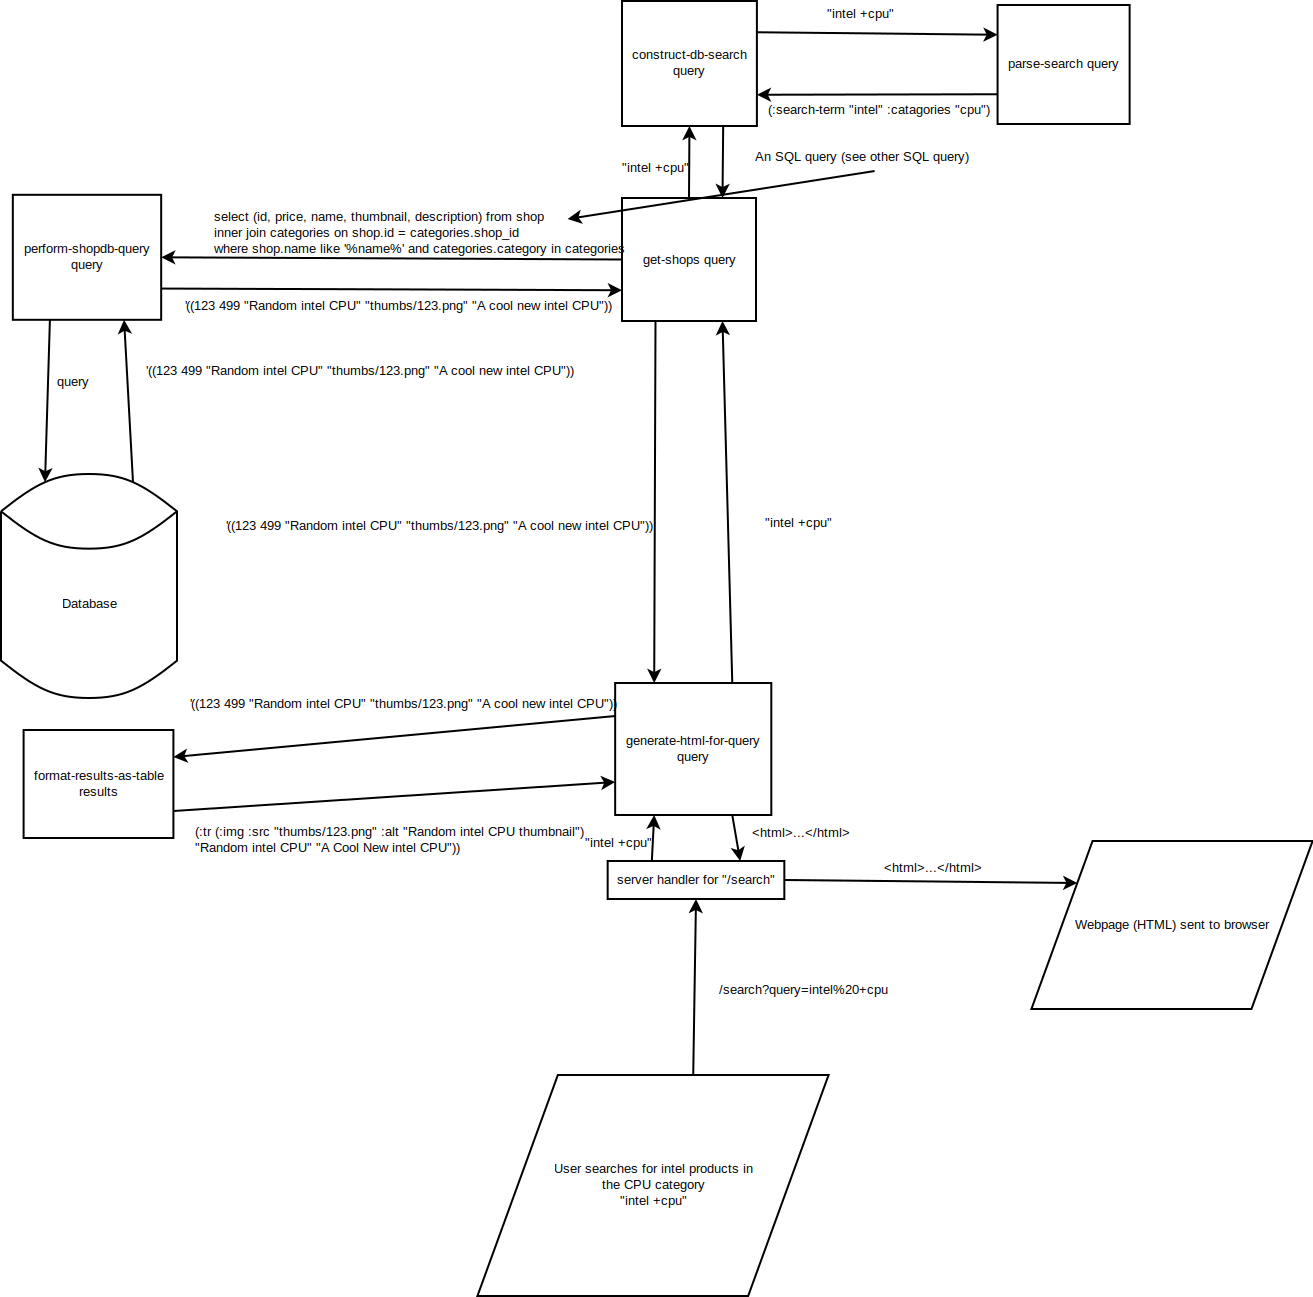 "intel +cpu"
construct-db-search
query
parse-search query
(:search-term "intel" :catagories "cpu")
"intel +cpu"
An SQL query (see other SQL query)
select (id, price, name, thumbnail, description) from shop
inner join categories on shop.id = categories.shop_id
where shop.name like '%name%' and categories.category in categories
perform-shopdb-query
query
get-shops query
'((123 499 "Random intel CPU" "thumbs/123.png" "A cool new intel CPU"))
query
'((123 499 "Random intel CPU" "thumbs/123.png" "A cool new intel CPU"))
'((123 499 "Random intel CPU" "thumbs/123.png" "A cool new intel CPU"))
"intel +cpu"
Database
'((123 499 "Random intel CPU" "thumbs/123.png" "A cool new intel CPU"))
generate-html-for-query
query
format-results-as-table
results
(:tr (:img :src "thumbs/123.png" :alt "Random intel CPU thumbnail")
"Random intel CPU" "A Cool New intel CPU"))
"intel +cpu"
<html>...</html>
server handler for "/search"
<html>...</html>
Webpage (HTML) sent to browser
/search?query=intel%20+cpu
User searches for intel products in
the CPU category
"intel +cpu"